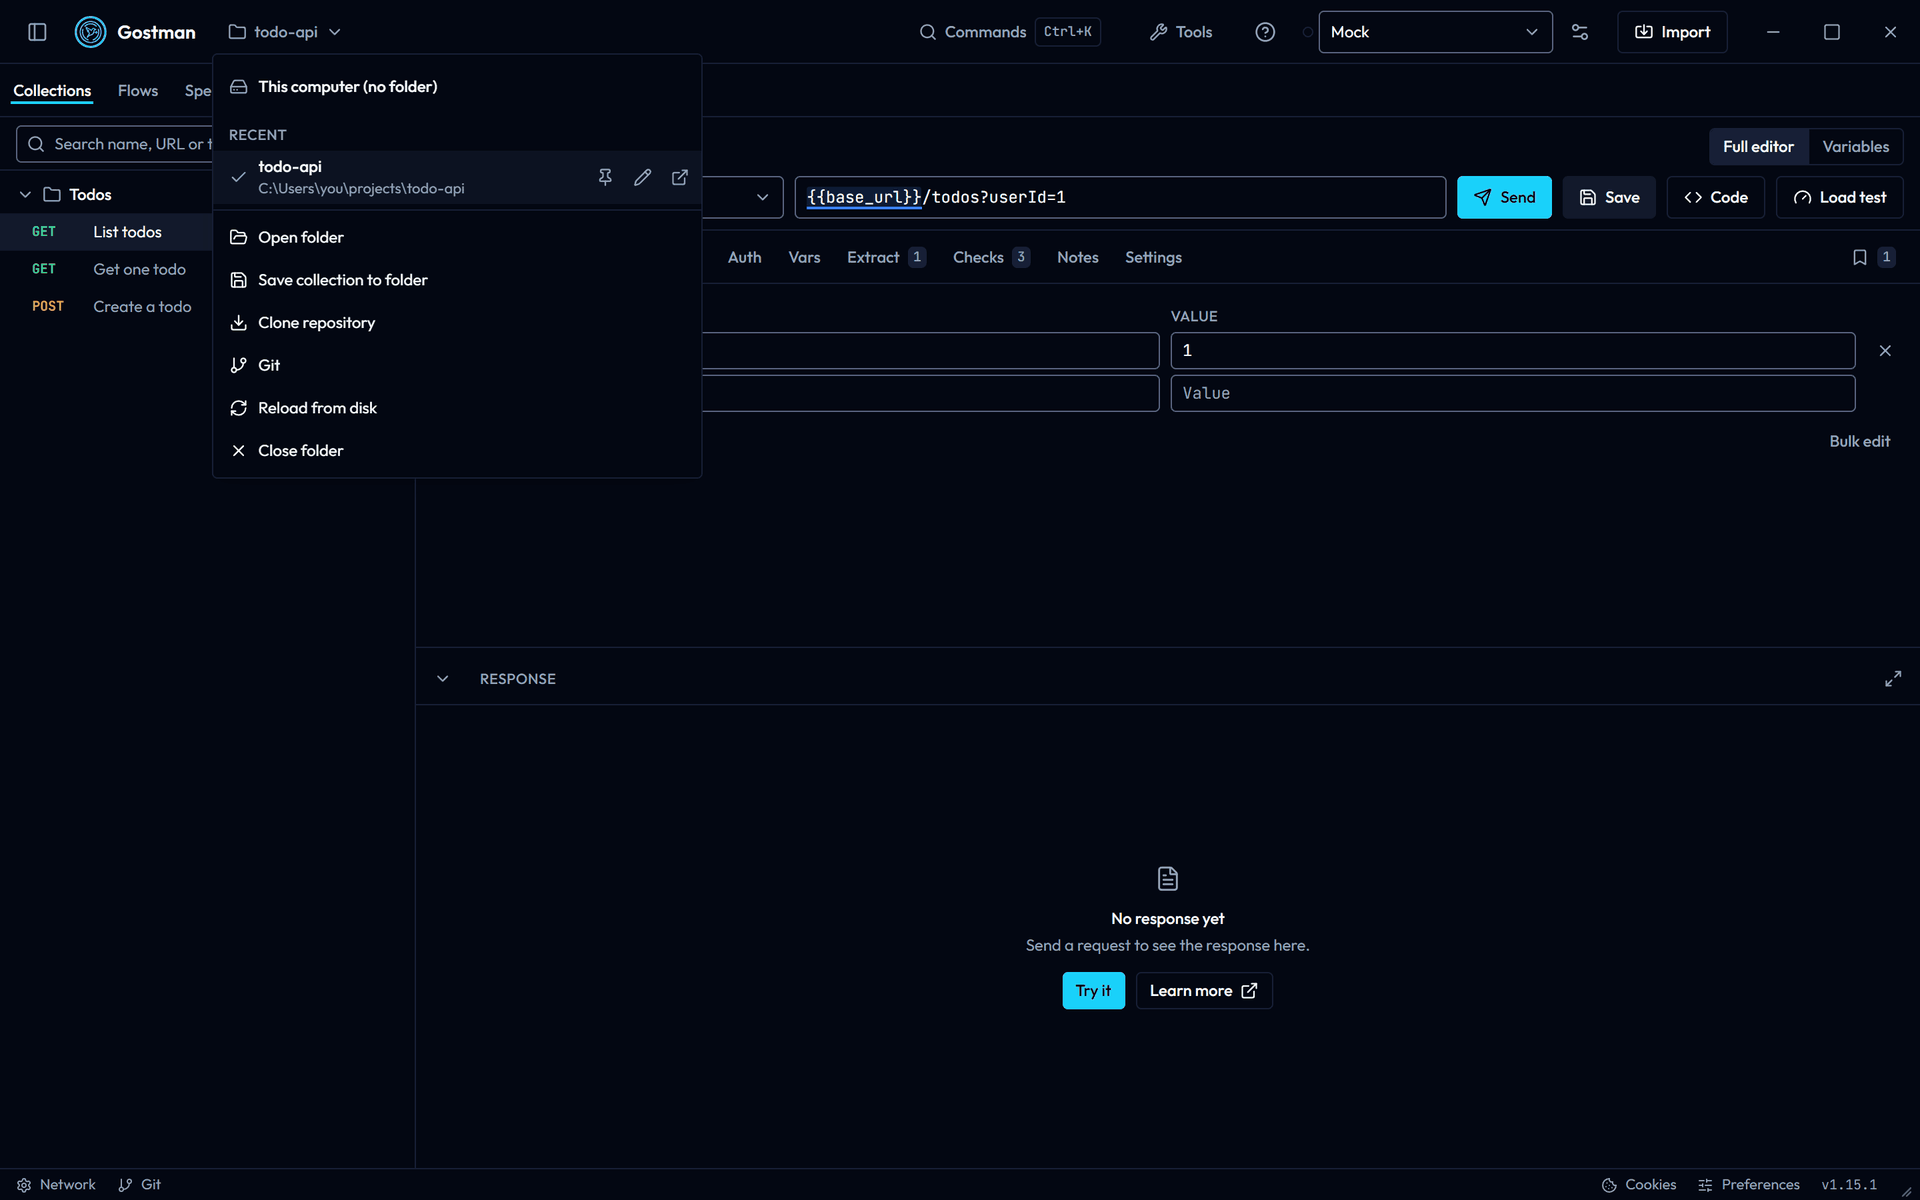 Gostman
todo-api
Commands
Ctrl+K
Tools
Mock
Import
Collections
Flows
Spe
This computer (no folder)
RECENT
todo-api
C:\Users\you\projects\todo-api
Open folder
Save collection to folder
Clone repository
Git
Reload from disk
Close folder
Search name, URL or t
Todos
GET List todos
GET Get one todo
POST Create a todo
Full editor
Variables
{{base_url}}/todos?userId=1
Send
Save
Code
Load test
Auth
Vars
Extract 1
Checks 3
Notes
Settings
1
VALUE
1
Value
Bulk edit
RESPONSE
No response yet
Send a request to see the response here.
Try it
Learn more
Network
Git
Cookies
Preferences
v1.15.1